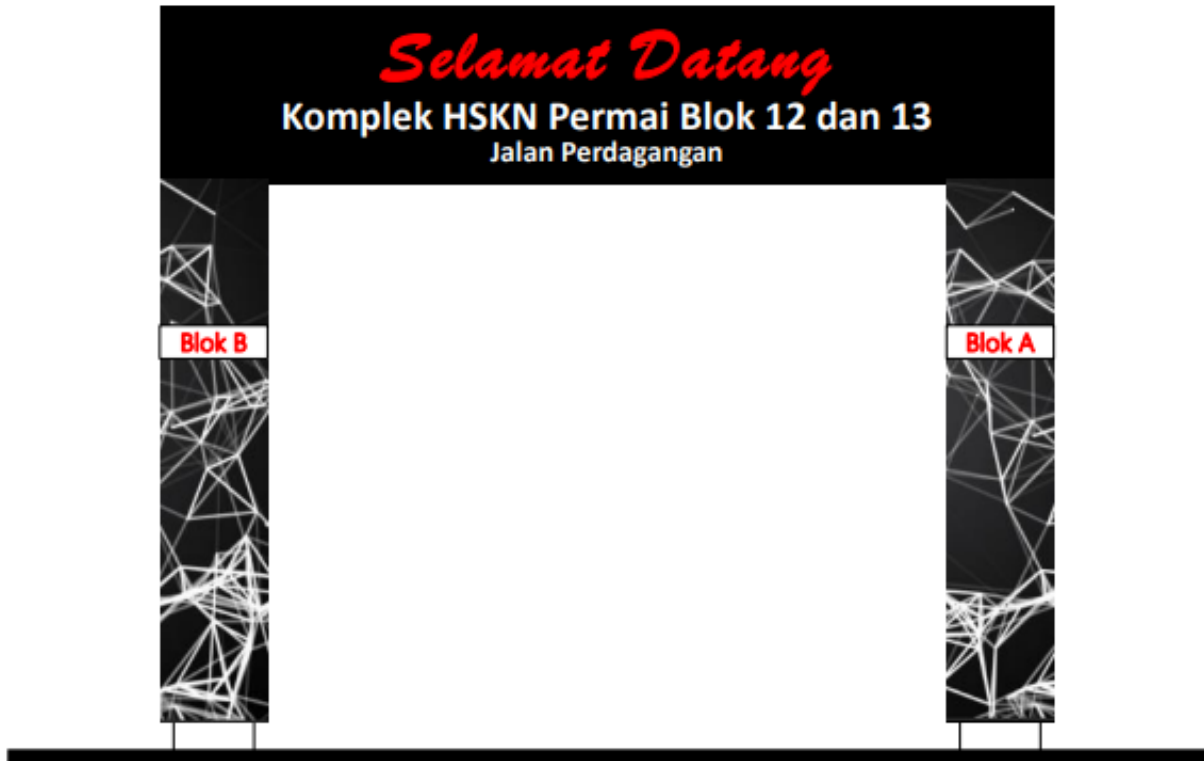 Selamat Datang
Komplek HSKN Permai Blok 12 dan 13
Jalan Perdagangan
Blok B
Blok A